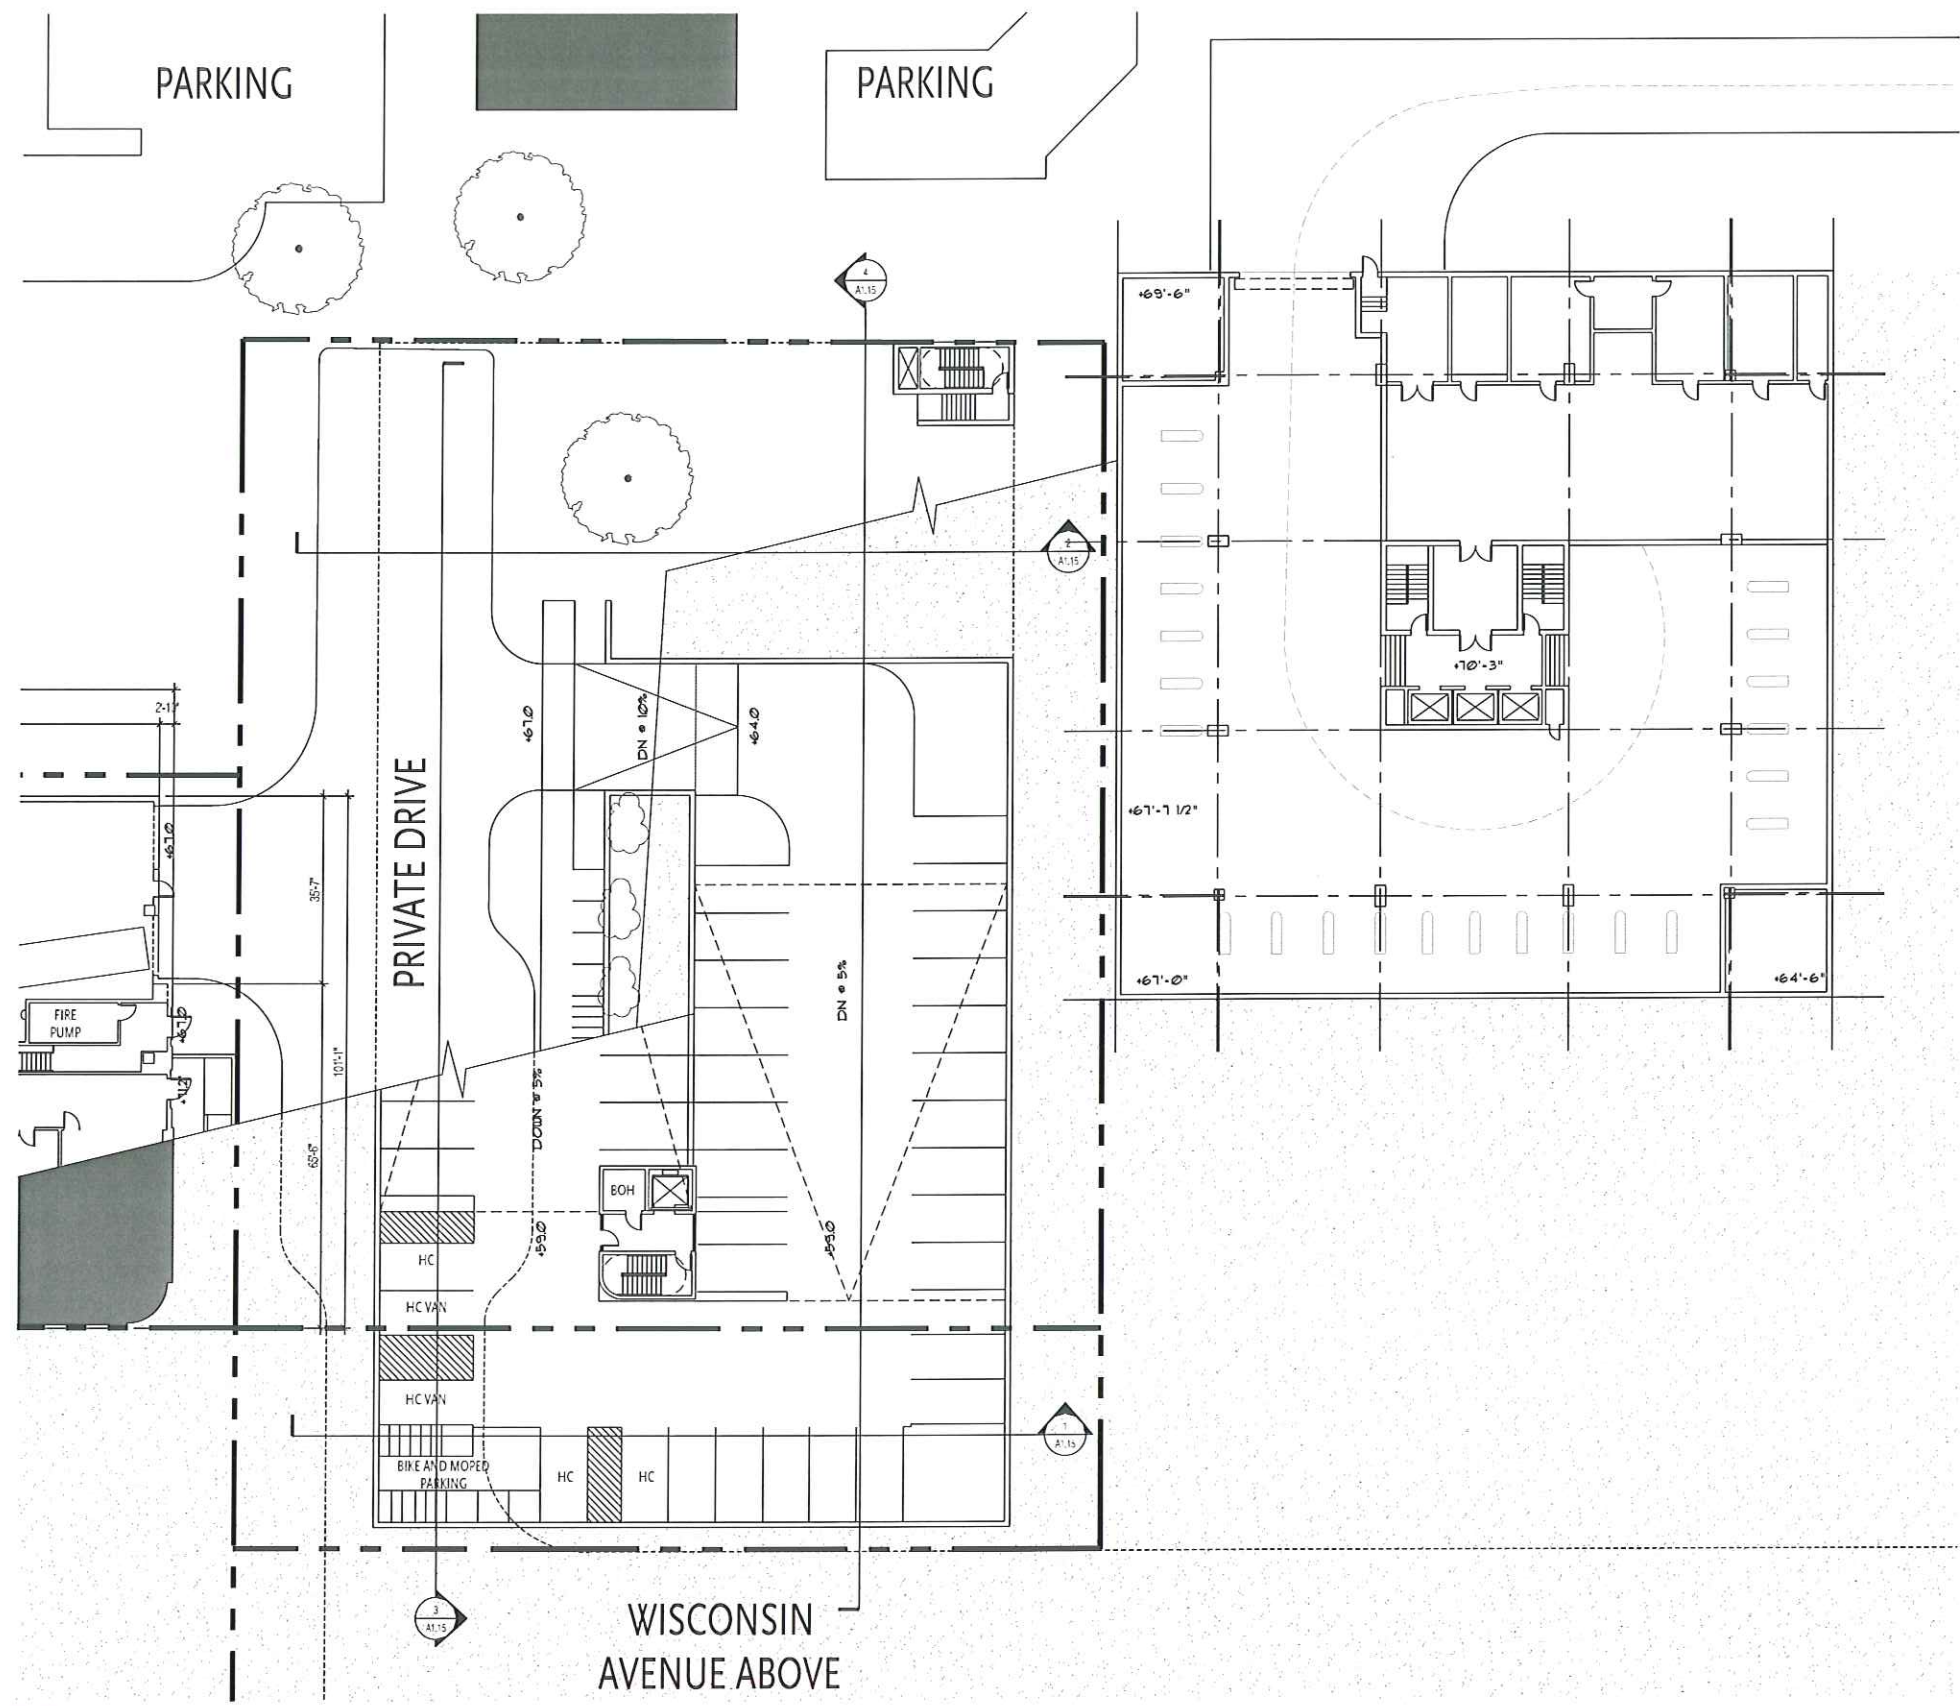 PARKING
PARKING
4
A1.15
+69'-6"
2
A1.15
+70'-3"
+67.0
DN @ 10%
+64.0
PRIVATE DRIVE
+67'-7 1/2"
+67.0
35'-7"
DN @ 5%
+67'-0"
+64'-6"
FIRE
PUMP
+67.0
101'-1"
DOWN @ 5%
65'-6"
BOH
+59.0
+59.0
HC
HC VAN
HC VAN
1
A1.15
BIKE AND MOPED
PARKING
HC
HC
3
A1.15
WISCONSIN
AVENUE ABOVE